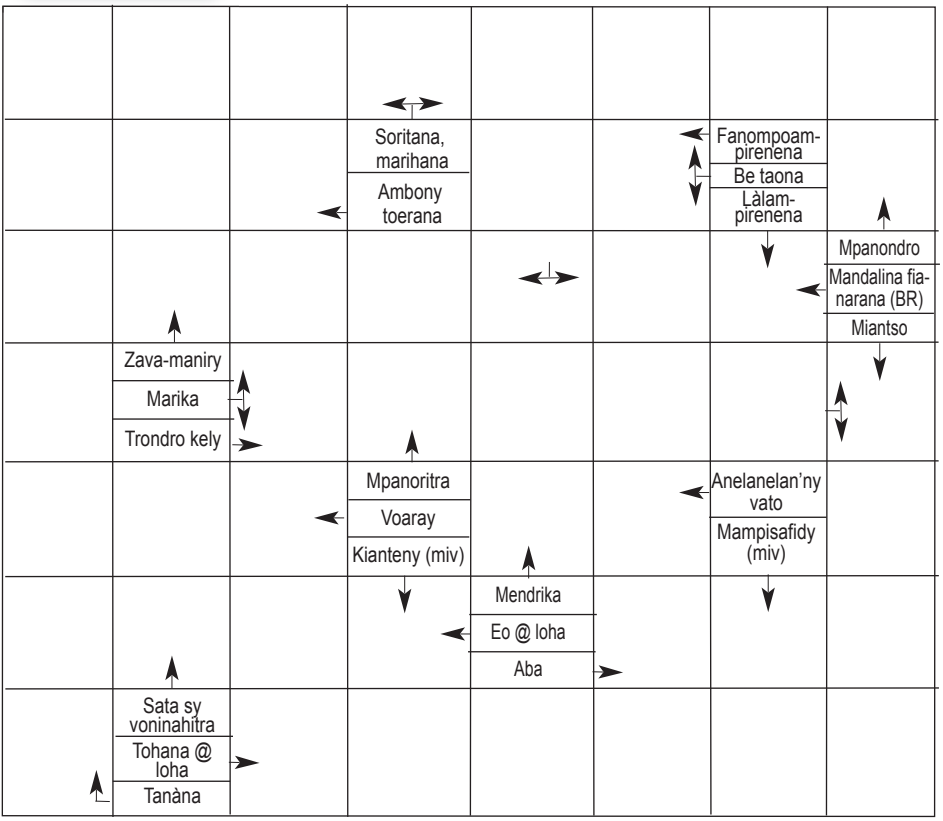 Soritana,
marihana
Ambony
toerana
Fanompoam-
pirenena
Be taona
Làlam-
pirenena
Mpanondro
Mandalina fia-
narana (BR)
Miantso
Zava-maniry
Marika
Trondro kely
Mpanoritra
Voaray
Kianteny (miv)
Anelanelan'ny
vato
Mampisafidy
(miv)
Mendrika
Eo @ loha
Aba
Sata sy
voninahitra
Tohana @
loha
Tanàna